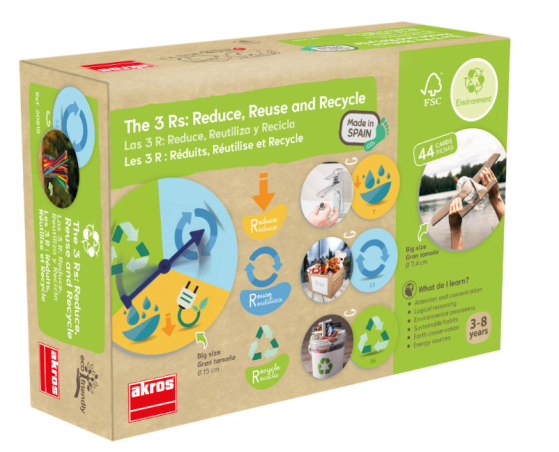 The 3 Rs: Reduce, Reuse and Recycle
Las 3 R: Reduce, Reutiliza y Recicla
Les 3 R : Réduits, Réutilise et Recycle
Made in
SPAIN
CO₂
FSC
Environment
44 CARDS
FICHAS
Big size
Gran tamaño
Ø 7,4 cm
What do I learn?
• Attention and concentration
• Logical reasoning
• Environmental awareness
• Sustainable habits
• Earth conservation
• Energy sources
3-8
years
Reduce
Reduce
Reuse
Reutiliza
Recycle
Recicla
Big size
Gran tamaño
Ø 15 cm
akros
akros
The 3 Rs: Reduce,
Reuse and Recycle
Las 3 R: Reduce,
Reutiliza y Recicla
Les 3 R : Réduits,
Réutilise et Recycle
akros
eco friendly